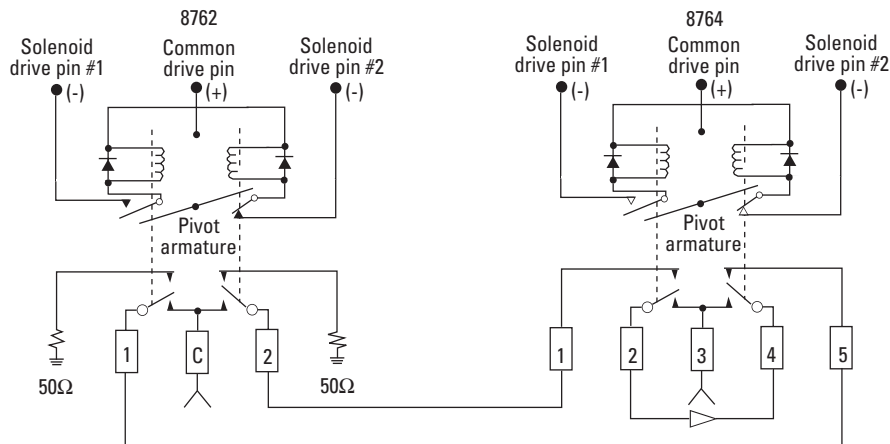 8762
Solenoid
drive pin #1
Common
drive pin
Solenoid
drive pin #2
(-)
(+)
(-)
Pivot
armature
50Ω
1
C
2
50Ω
8764
Solenoid
drive pin #1
Common
drive pin
Solenoid
drive pin #2
(-)
(+)
(-)
Pivot
armature
1
2
3
4
5